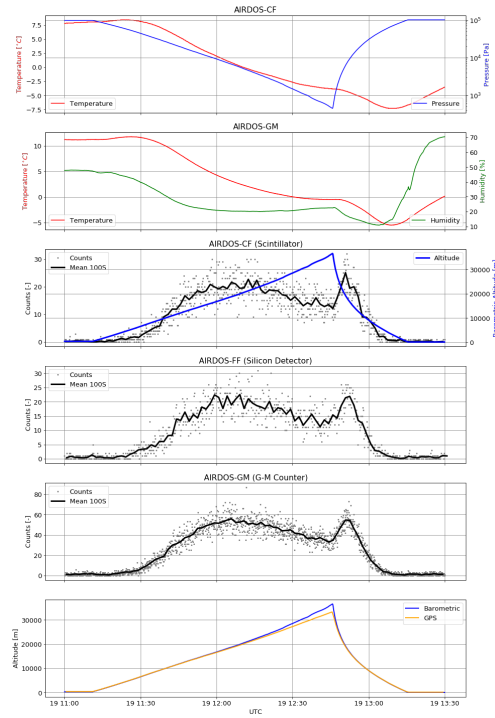 AIRDOS-CF
Temperature [°C]
7.5
5.0
2.5
0.0
−2.5
−5.0
−7.5
Temperature
Pressure
10⁵
10⁴
10³
Pressure [Pa]
AIRDOS-GM
Temperature [°C]
10
5
0
−5
Temperature
Humidity
70
60
50
40
30
20
10
Humidity [%]
AIRDOS-CF (Scintillator)
Counts [-]
30
20
10
0
Counts
Mean 100S
Altitude
30000
20000
10000
0
AIRDOS-FF (Silicon Detector)
Counts [-]
30
25
20
15
10
5
0
Counts
Mean 100S
AIRDOS-GM (G-M Counter)
Counts [-]
80
60
40
20
0
Counts
Mean 100S
Altitude [m]
30000
20000
10000
0
Barometric
GPS
19 11:00
19 11:30
19 12:00
19 12:30
19 13:00
19 13:30
UTC